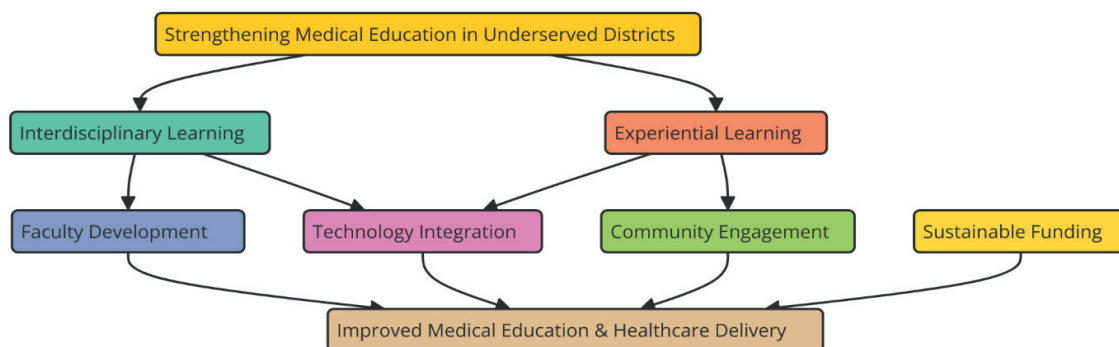 Strengthening Medical Education in Underserved Districts
Interdisciplinary Learning
Experiential Learning
Faculty Development
Technology Integration
Community Engagement
Sustainable Funding
Improved Medical Education & Healthcare Delivery